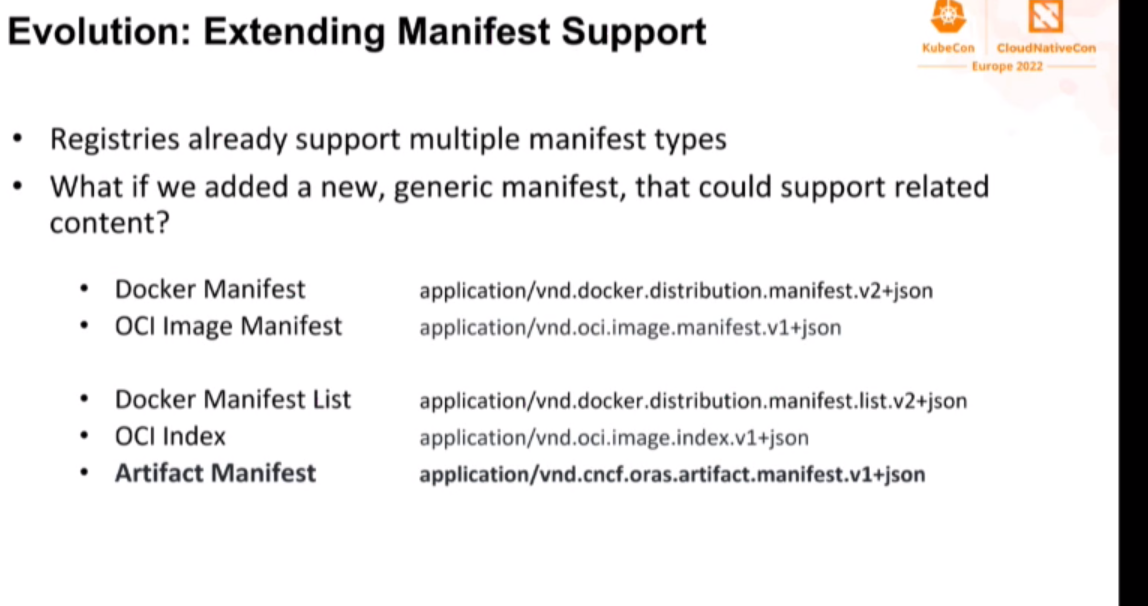 Evolution: Extending Manifest Support
KubeCon
CloudNativeCon
Europe 2022
• Registries already support multiple manifest types
• What if we added a new, generic manifest, that could support related
content?
• Docker Manifest application/vnd.docker.distribution.manifest.v2+json
• OCI Image Manifest application/vnd.oci.image.manifest.v1+json
• Docker Manifest List application/vnd.docker.distribution.manifest.list.v2+json
• OCI Index application/vnd.oci.image.index.v1+json
• Artifact Manifest application/vnd.cncf.oras.artifact.manifest.v1+json